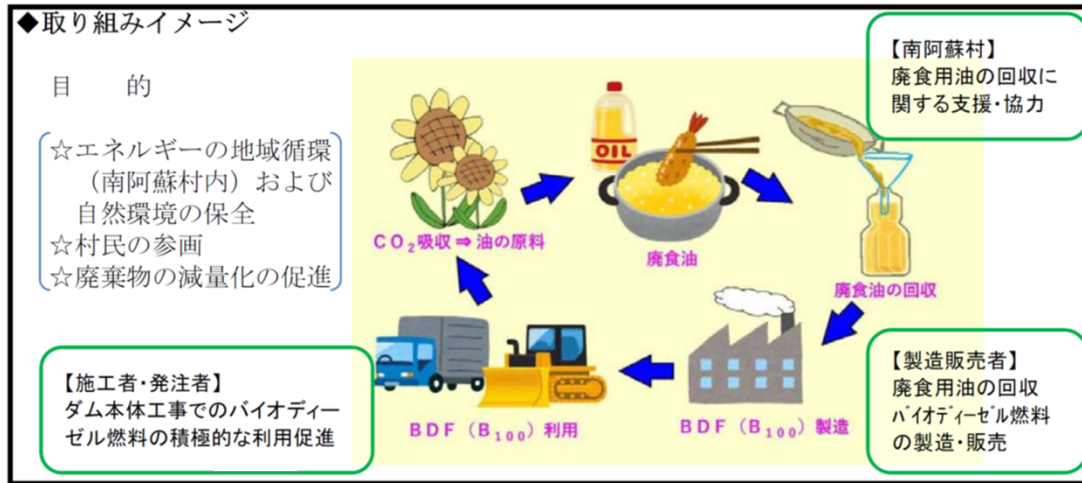 ◆取り組みイメージ
目　的
☆エネルギーの地域循環
（南阿蘇村内）および
自然環境の保全
☆村民の参画
☆廃棄物の減量化の促進
【南阿蘇村】
廃食用油の回収に
関する支援・協力
OIL
CO₂吸収⇒油の原料
廃食油
廃食油の回収
BDF（B₁₀₀）製造
BDF（B₁₀₀）利用
【製造販売者】
廃食用油の回収
ﾊﾞｲｵﾃﾞｨｰｾﾞﾙ燃料
の製造・販売
【施工者・発注者】
ダム本体工事でのバイオディー
ゼル燃料の積極的な利用促進